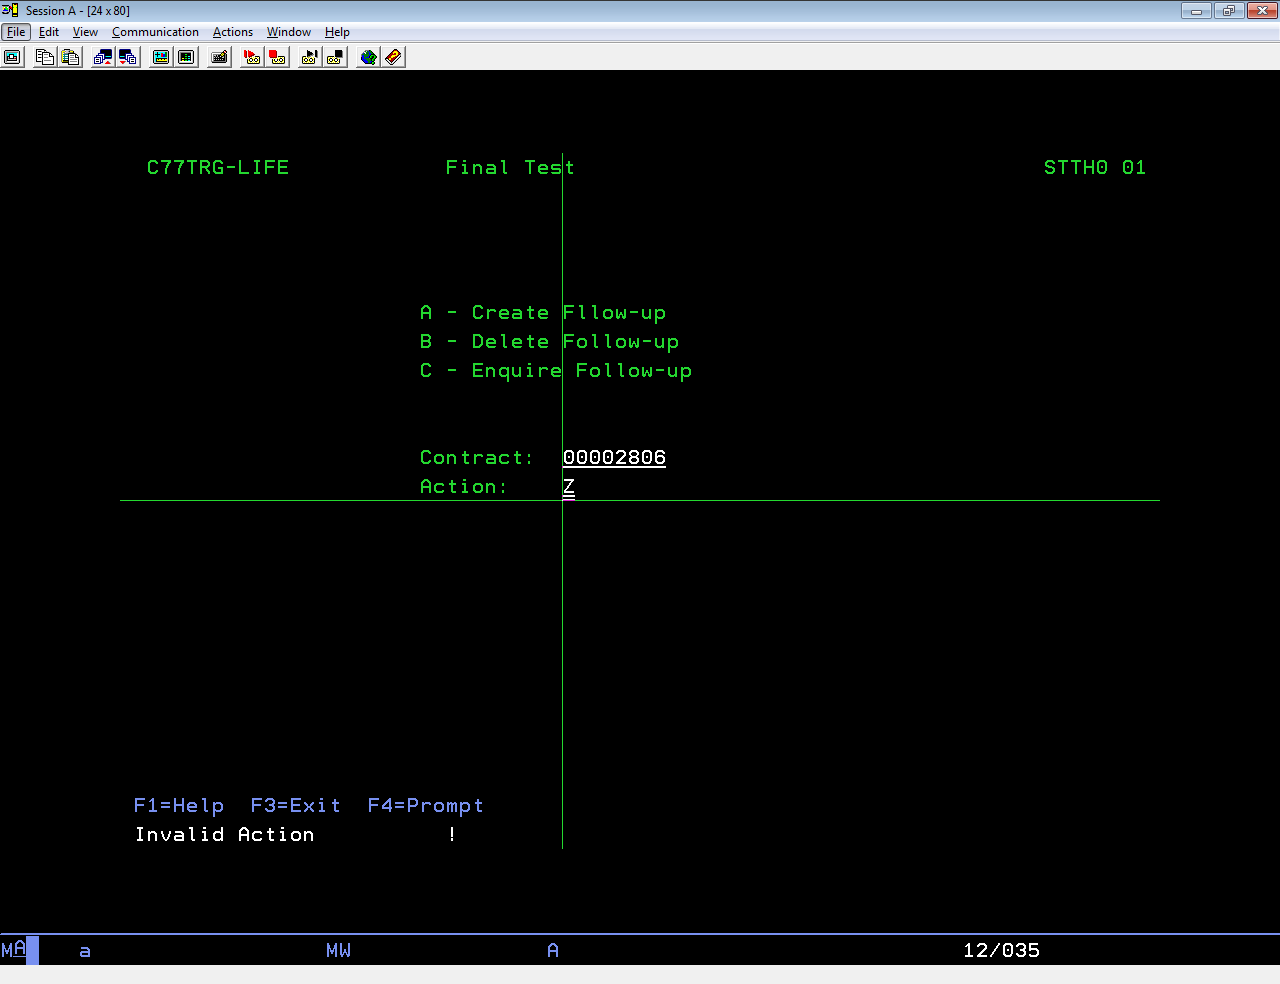 Session A - [24 x 80]
File Edit View Communication Actions Window Help
C77TRG-LIFE Final Test STTH0 01
A - Create Fllow-up
B - Delete Follow-up
C - Enquire Follow-up
Contract: 00002806
Action: Z
F1=Help F3=Exit F4=Prompt
Invalid Action !
MA a MW A 12/035